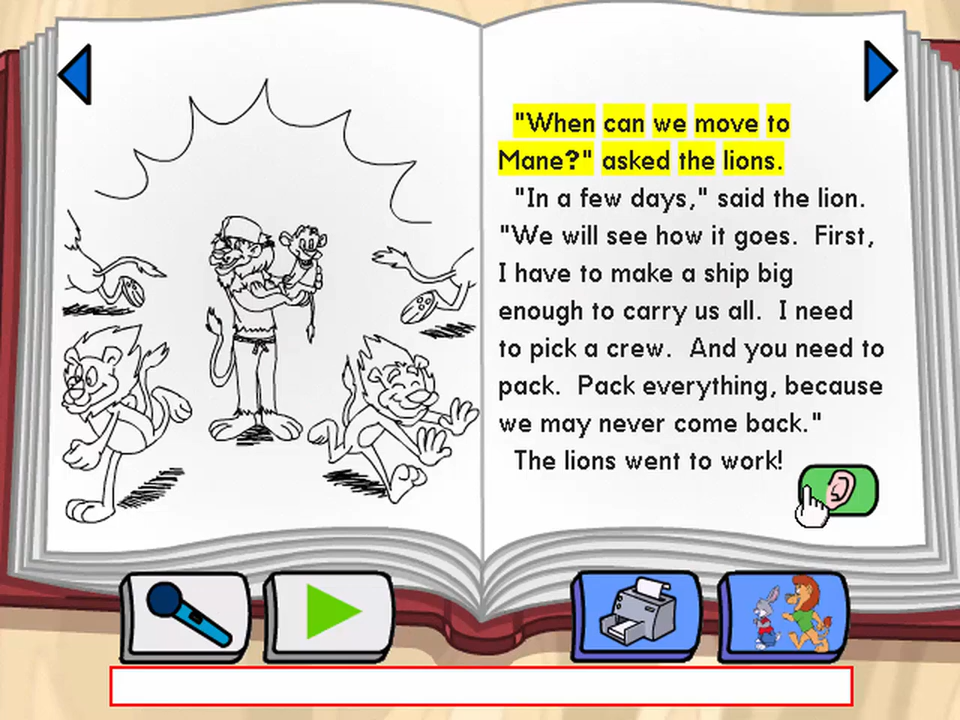 "When can we move to
Mane?" asked the lions.
"In a few days," said the lion.
"We will see how it goes.  First,
I have to make a ship big
enough to carry us all.  I need
to pick a crew.  And you need to
pack.  Pack everything, because
we may never come back."
The lions went to work!